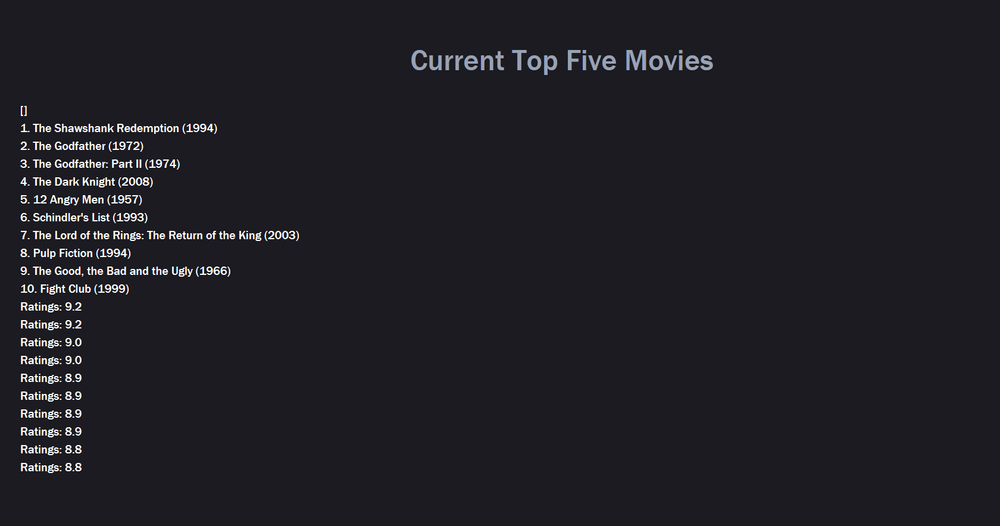 Current Top Five Movies
[]
1. The Shawshank Redemption (1994)
2. The Godfather (1972)
3. The Godfather: Part II (1974)
4. The Dark Knight (2008)
5. 12 Angry Men (1957)
6. Schindler's List (1993)
7. The Lord of the Rings: The Return of the King (2003)
8. Pulp Fiction (1994)
9. The Good, the Bad and the Ugly (1966)
10. Fight Club (1999)
Ratings: 9.2
Ratings: 9.2
Ratings: 9.0
Ratings: 9.0
Ratings: 8.9
Ratings: 8.9
Ratings: 8.9
Ratings: 8.9
Ratings: 8.8
Ratings: 8.8